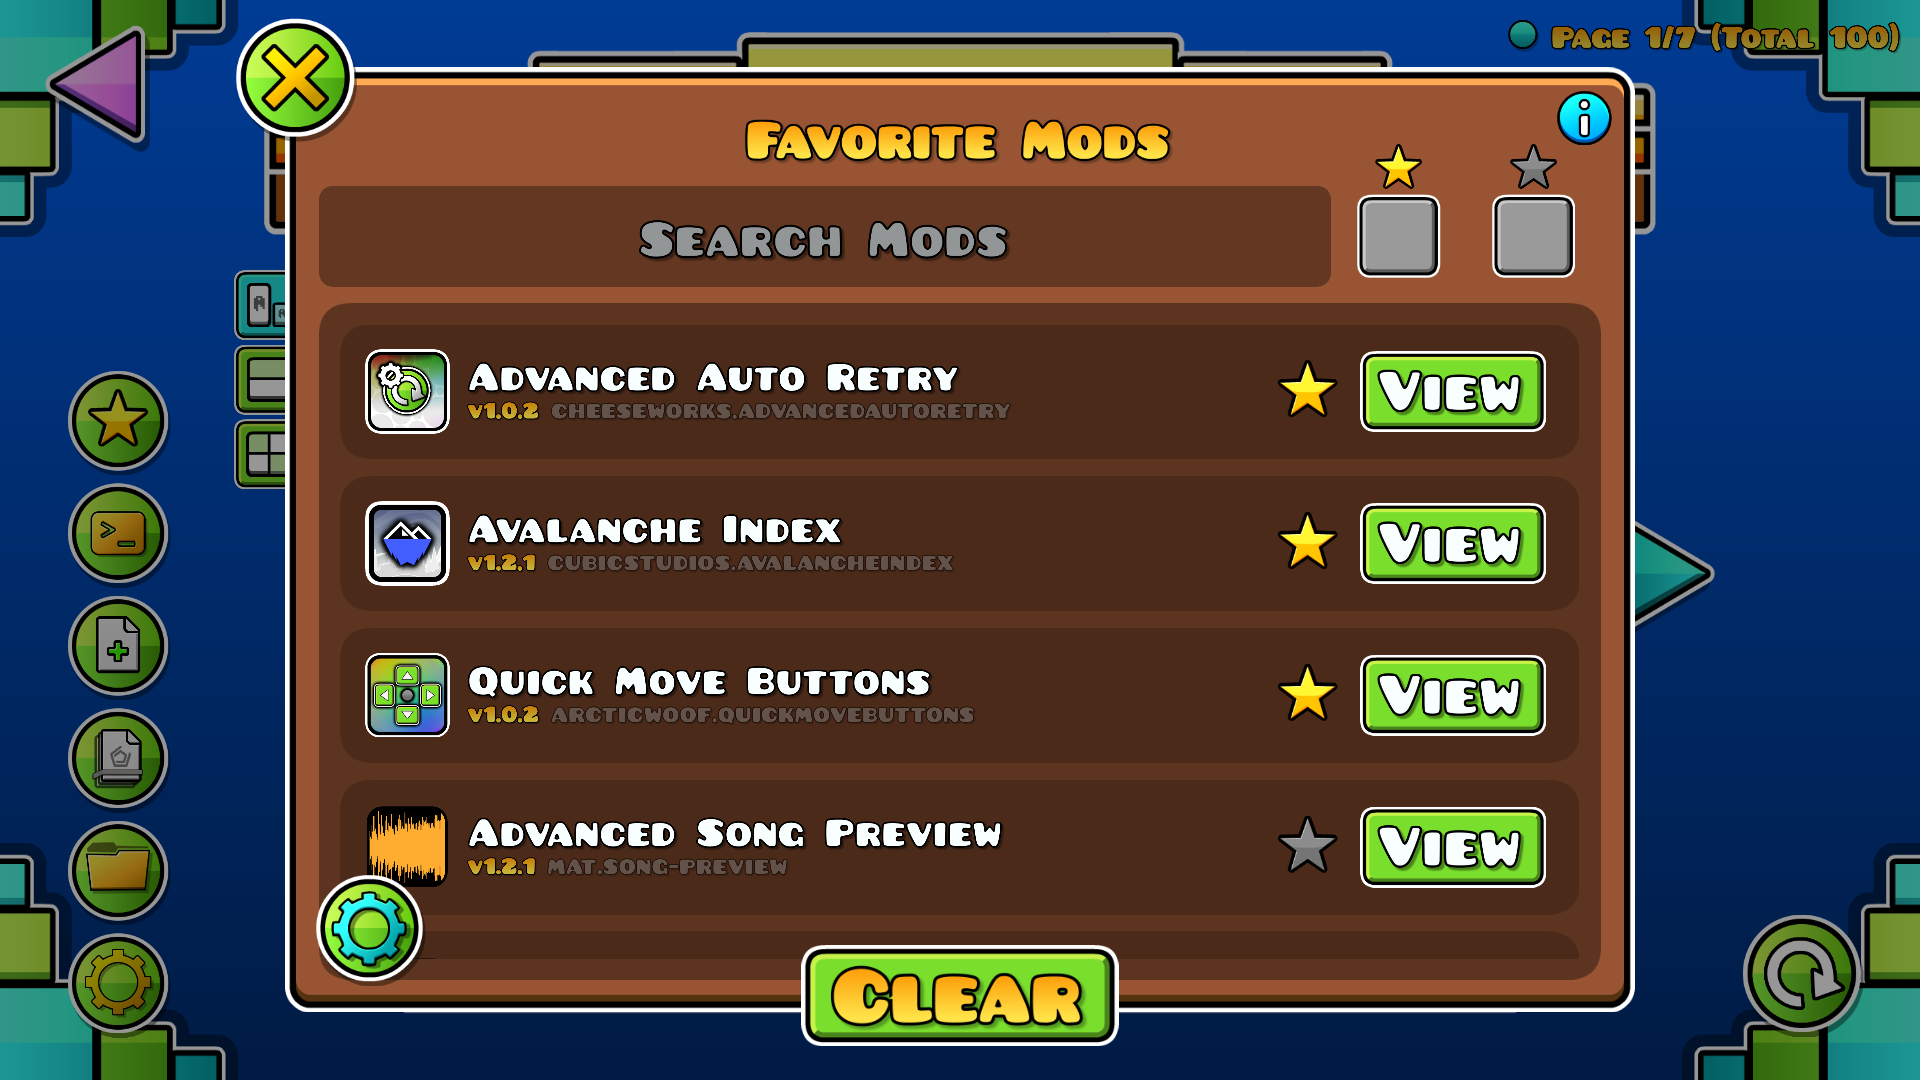 Page 1/7 (Total 100)
Favorite Mods
Search Mods
Advanced Auto Retry
v1.0.2 cheeseworks.advancedautoretry
View
Avalanche Index
v1.2.1 cubicstudios.avalancheindex
View
Quick Move Buttons
v1.0.2 arcticwoof.quickmovebuttons
View
Advanced Song Preview
v1.2.1 mat.song-preview
View
Clear